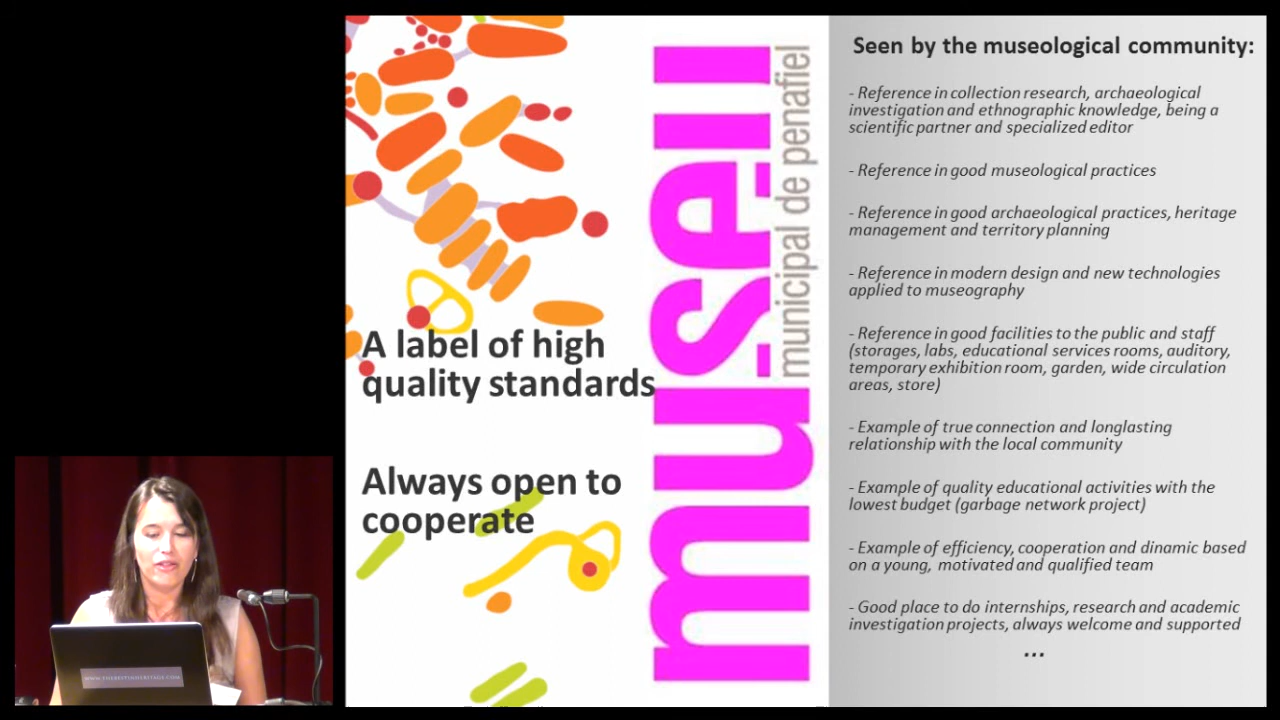 A label of high
quality standards
Always open to
cooperate
museu
municipal de penafiel
Seen by the museological community:
- Reference in collection research, archaeological
investigation and ethnographic knowledge, being a
scientific partner and specialized editor
- Reference in good museological practices
- Reference in good archaeological practices, heritage
management and territory planning
- Reference in modern design and new technologies
applied to museography
- Reference in good facilities to the public and staff
(storages, labs, educational services rooms, auditory,
temporary exhibition room, garden, wide circulation
areas, store)
- Example of true connection and longlasting
relationship with the local community
- Example of quality educational activities with the
lowest budget (garbage network project)
- Example of efficiency, cooperation and dinamic based
on a young, motivated and qualified team
- Good place to do internships, research and academic
investigation projects, always welcome and supported
...
WWW.THEBESTINHERITAGE.COM